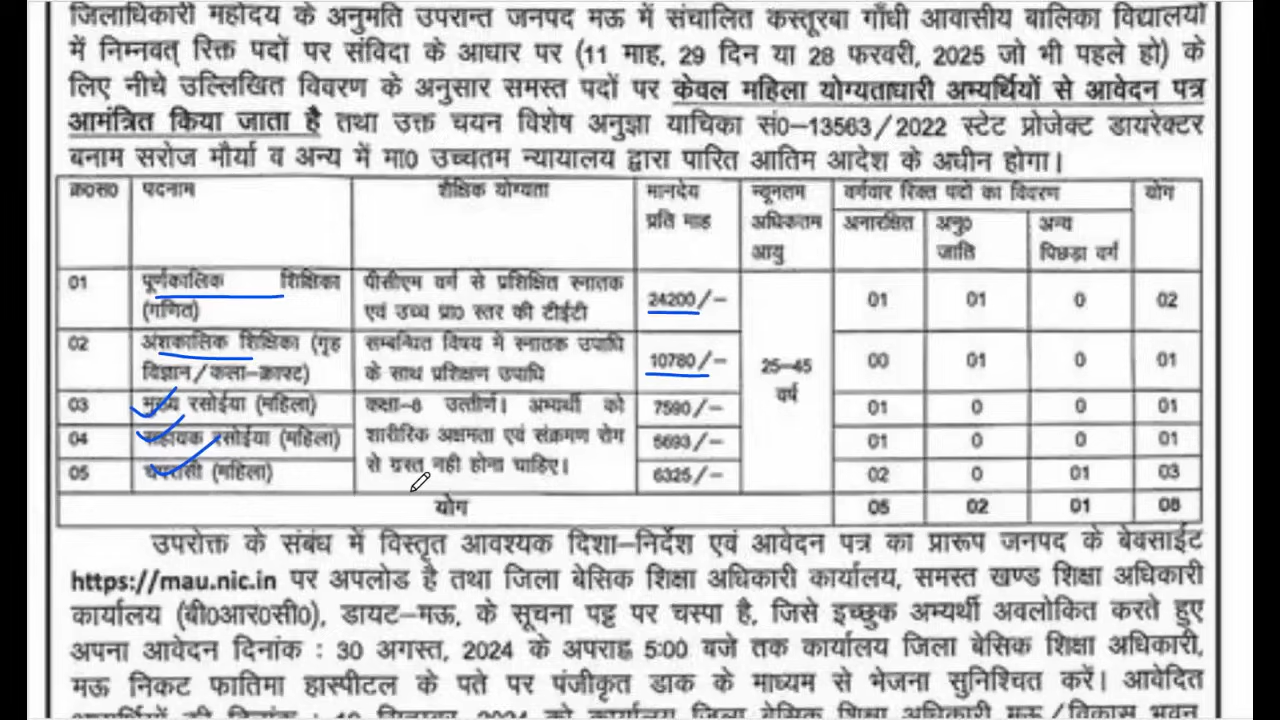 जिलाधिकारी महोदय के अनुमति उपरान्त जनपद मऊ में संचालित कस्तूरबा गाँधी आवासीय बालिका विद्यालयों
में निम्नवत् रिक्त पदों पर संविदा के आधार पर (11 माह, 29 दिन या 28 फरवरी, 2025 जो भी पहले हो) के
लिए नीचे उल्लिखित विवरण के अनुसार समस्त पदों पर केवल महिला योग्यताधारी अभ्यर्थियों से आवेदन पत्र
आमंत्रित किया जाता है तथा उक्त चयन विशेष अनुज्ञा याचिका सं0-13563/2022 स्टेट प्रोजेक्ट डायरेक्टर
बनाम सरोज मौर्या व अन्य में मा0 उच्चतम न्यायालय द्वारा पारित आतिम आदेश के अधीन होगा।
क्र0स0 पदनाम शैक्षिक योग्यता मानदेय प्रति माह न्यूनतम अधिकतम आयु वर्गवार रिक्त पदों का विवरण योग
अनारक्षित अनु0 जाति अन्य पिछड़ा वर्ग
01 पूर्णकालिक शिक्षिका (गणित) पीसीएम वर्ग से प्रशिक्षित स्नातक एवं उच्च प्रा0 स्तर की टीईटी 24200/- 25-45 वर्ष 01 01 0 02
02 अंशकालिक शिक्षिका (गृह विज्ञान/कला-क्राफ्ट) सम्बन्धित विषय में स्नातक उपाधि के साथ प्रशिक्षण उपाधि 10780/- 00 01 0 01
03 मुख्य रसोईया (महिला) कक्षा-8 उत्तीर्ण। अभ्यर्थी को शारीरिक अक्षमता एवं संक्रमण रोग से ग्रस्त नही होना चाहिए। 7590/- 01 0 0 01
04 सहायक रसोईया (महिला) 5693/- 01 0 0 01
05 चपरासी (महिला) 6325/- 02 0 01 03
योग 05 02 01 08
उपरोक्त के संबंध में विस्तृत आवश्यक दिशा-निर्देश एवं आवेदन पत्र का प्रारूप जनपद के बेवसाईट
https://mau.nic.in पर अपलोड है तथा जिला बेसिक शिक्षा अधिकारी कार्यालय, समस्त खण्ड शिक्षा अधिकारी
कार्यालय (बी0आर0सी0), डायट-मऊ, के सूचना पट्ट पर चस्पा है, जिसे इच्छुक अभ्यर्थी अवलोकित करते हुए
अपना आवेदन दिनांक : 30 अगस्त, 2024 के अपराह्न 5:00 बजे तक कार्यालय जिला बेसिक शिक्षा अधिकारी,
मऊ निकट फातिमा हास्पीटल के पते पर पंजीकृत डाक के माध्यम से भेजना सुनिश्चित करें। आवेदित